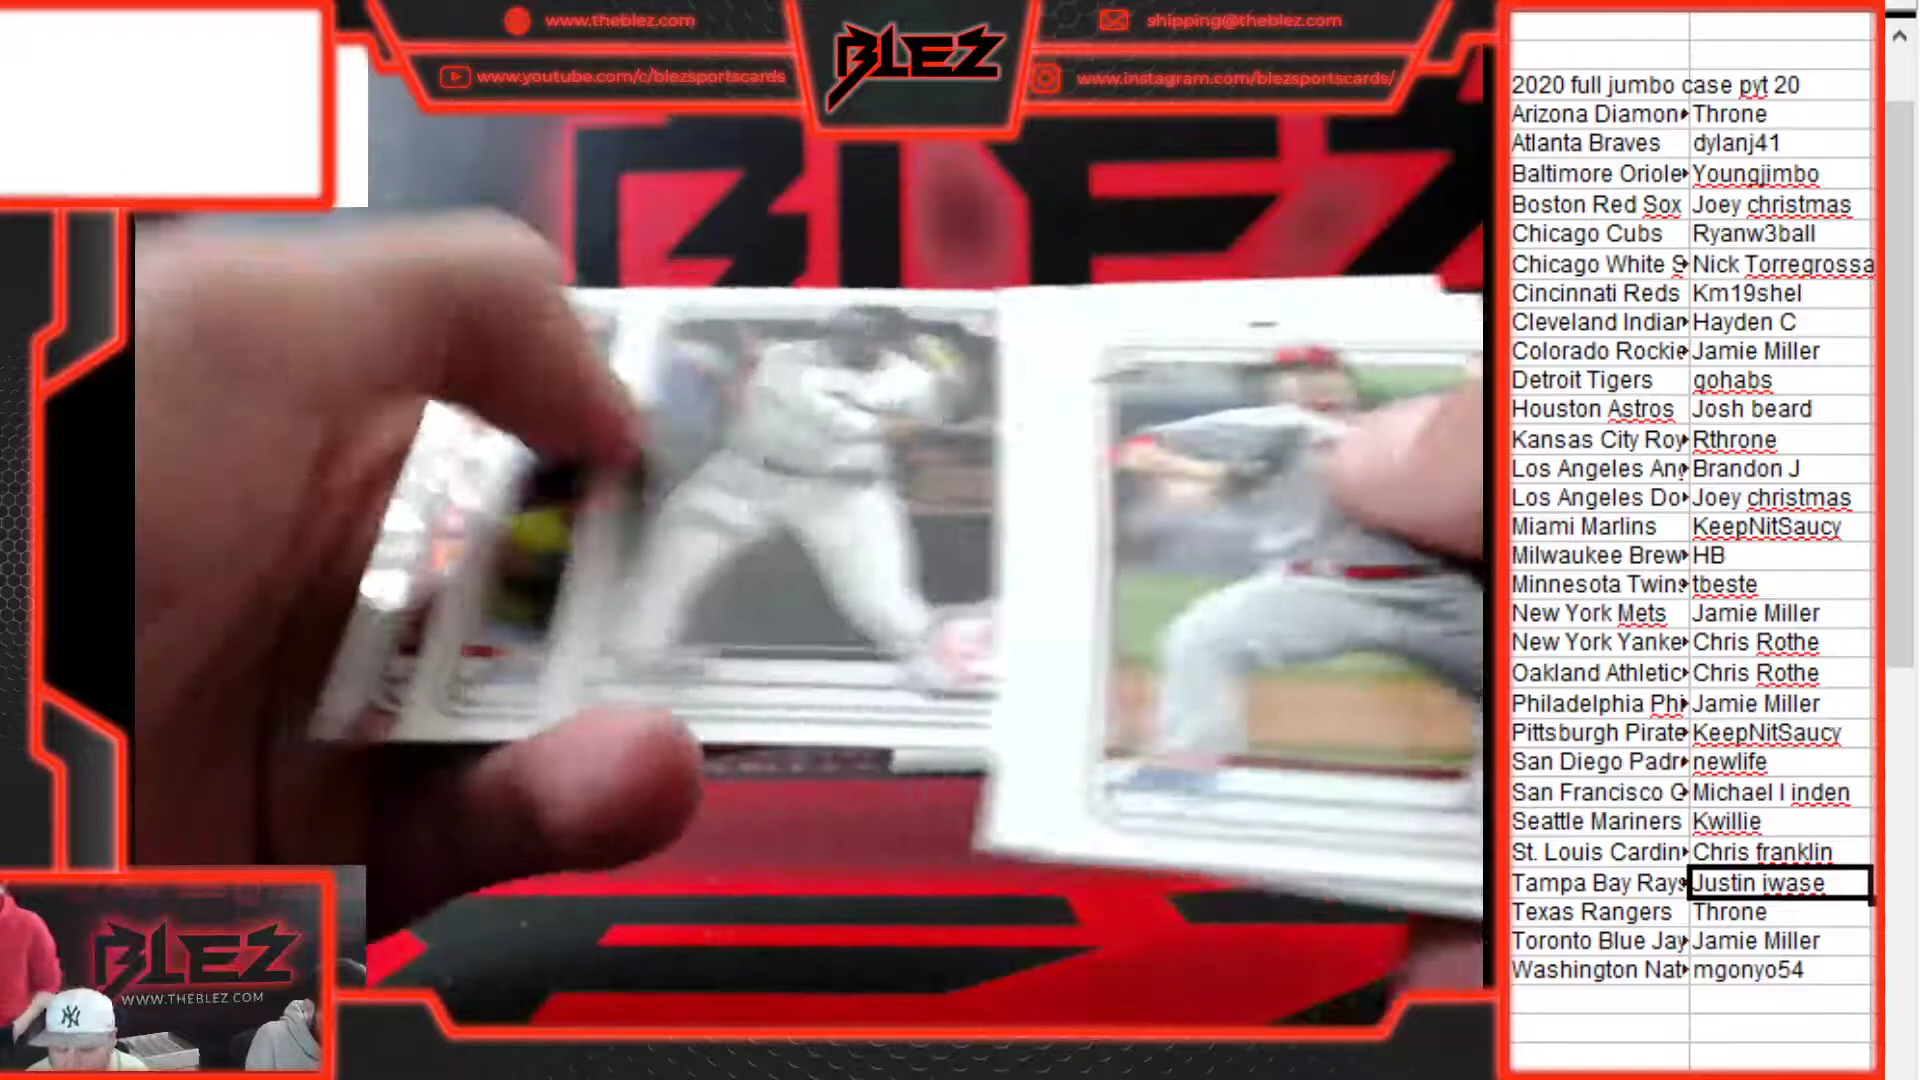 www.theblez.com
www.youtube.com/c/blezsportscards
BLEZ
shipping@theblez.com
www.instagram.com/blezsportscards/
BLEZ
2020 full jumbo case pyt 20
Arizona Diamon Throne
Atlanta Braves dylanj41
Baltimore Oriole Youngjimbo
Boston Red Sox Joey christmas
Chicago Cubs Ryanw3ball
Chicago White S Nick Torregrossa
Cincinnati Reds Km19shel
Cleveland Indian Hayden C
Colorado Rockie Jamie Miller
Detroit Tigers gohabs
Houston Astros Josh beard
Kansas City Roy Rthrone
Los Angeles Ang Brandon J
Los Angeles Do Joey christmas
Miami Marlins KeepNitSaucy
Milwaukee Brew HB
Minnesota Twins tbeste
New York Mets Jamie Miller
New York Yanke Chris Rothe
Oakland Athletic Chris Rothe
Philadelphia Phi Jamie Miller
Pittsburgh Pirate KeepNitSaucy
San Diego Padr newlife
San Francisco G Michael l inden
Seattle Mariners Kwillie
St. Louis Cardin Chris franklin
Tampa Bay Rays Justin iwase
Texas Rangers Throne
Toronto Blue Jay Jamie Miller
Washington Nat mgonyo54
BLEZ
WWW.THEBLEZ.COM
NY